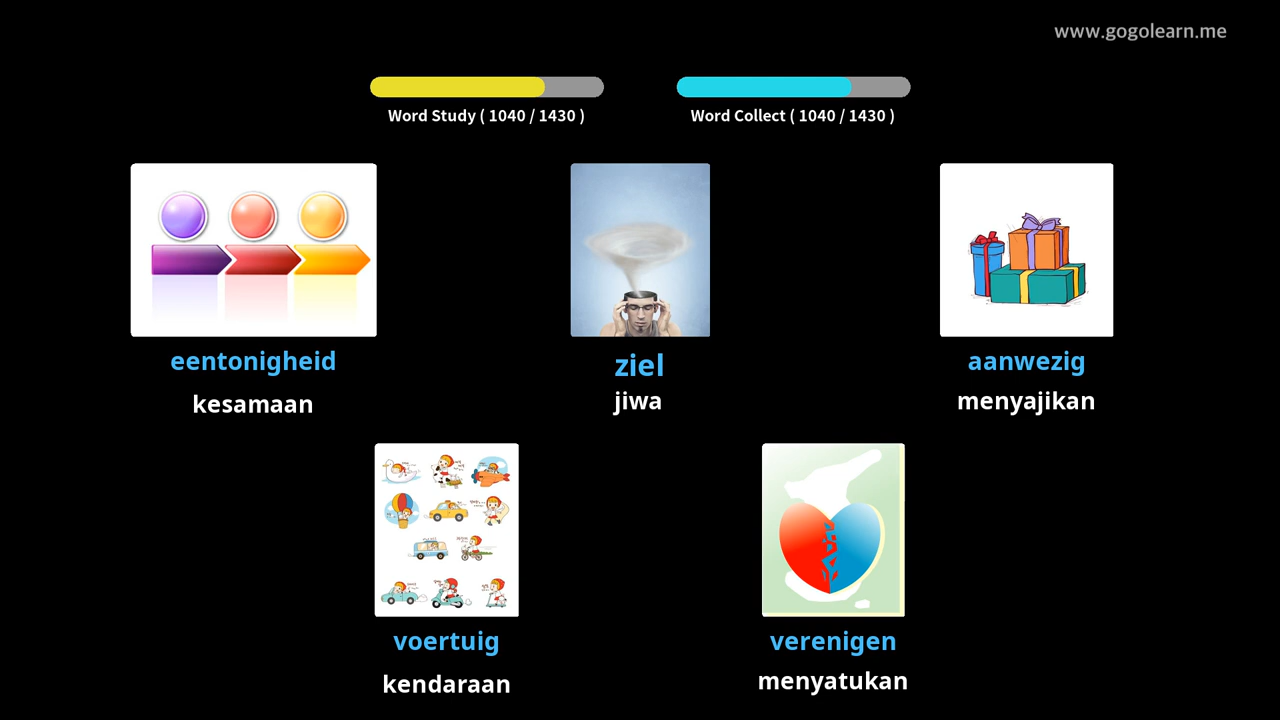 www.gogolearn.me
Word Study ( 1040 / 1430 )
Word Collect ( 1040 / 1430 )
eentonigheid
kesamaan
ziel
jiwa
aanwezig
menyajikan
voertuig
kendaraan
verenigen
menyatukan